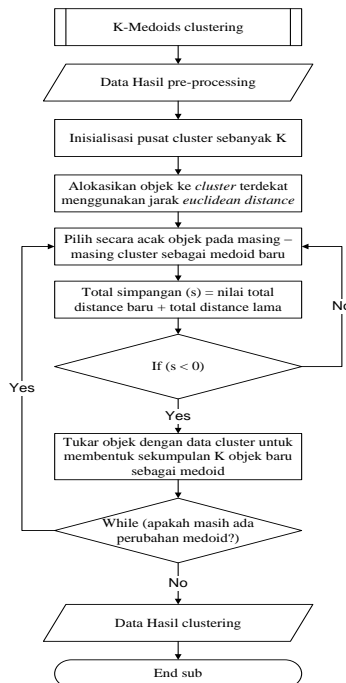 K-Medoids clustering
Data Hasil pre-processing
Inisialisasi pusat cluster sebanyak K
Alokasikan objek ke cluster terdekat
menggunakan jarak euclidean distance
Pilih secara acak objek pada masing –
masing cluster sebagai medoid baru
Total simpangan (s) = nilai total
distance baru + total distance lama
No
If (s < 0)
Yes
Yes
Tukar objek dengan data cluster untuk
membentuk sekumpulan K objek baru
sebagai medoid
While (apakah masih ada
perubahan medoid?)
No
Data Hasil clustering
End sub